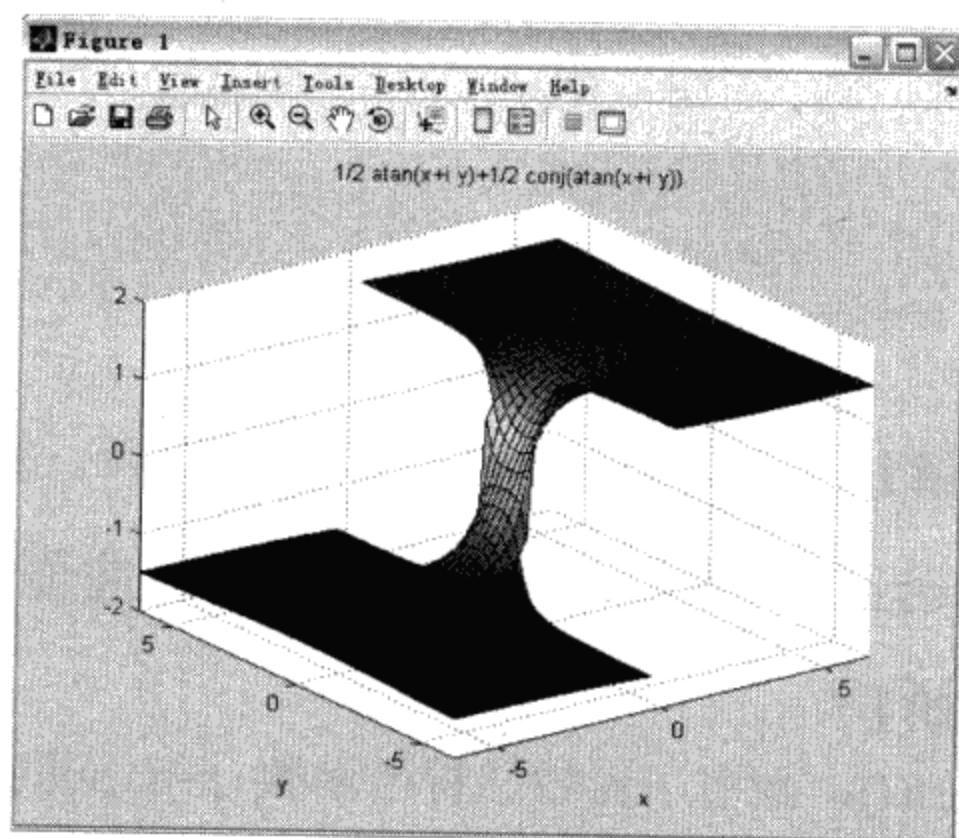 Figure 1
File Edit View Insert Tools Desktop Window Help
1/2 atan(x+i y)+1/2 conj(atan(x+i y))
2
1
0
-1
-2
5
0
-5
y
-5
0
5
x